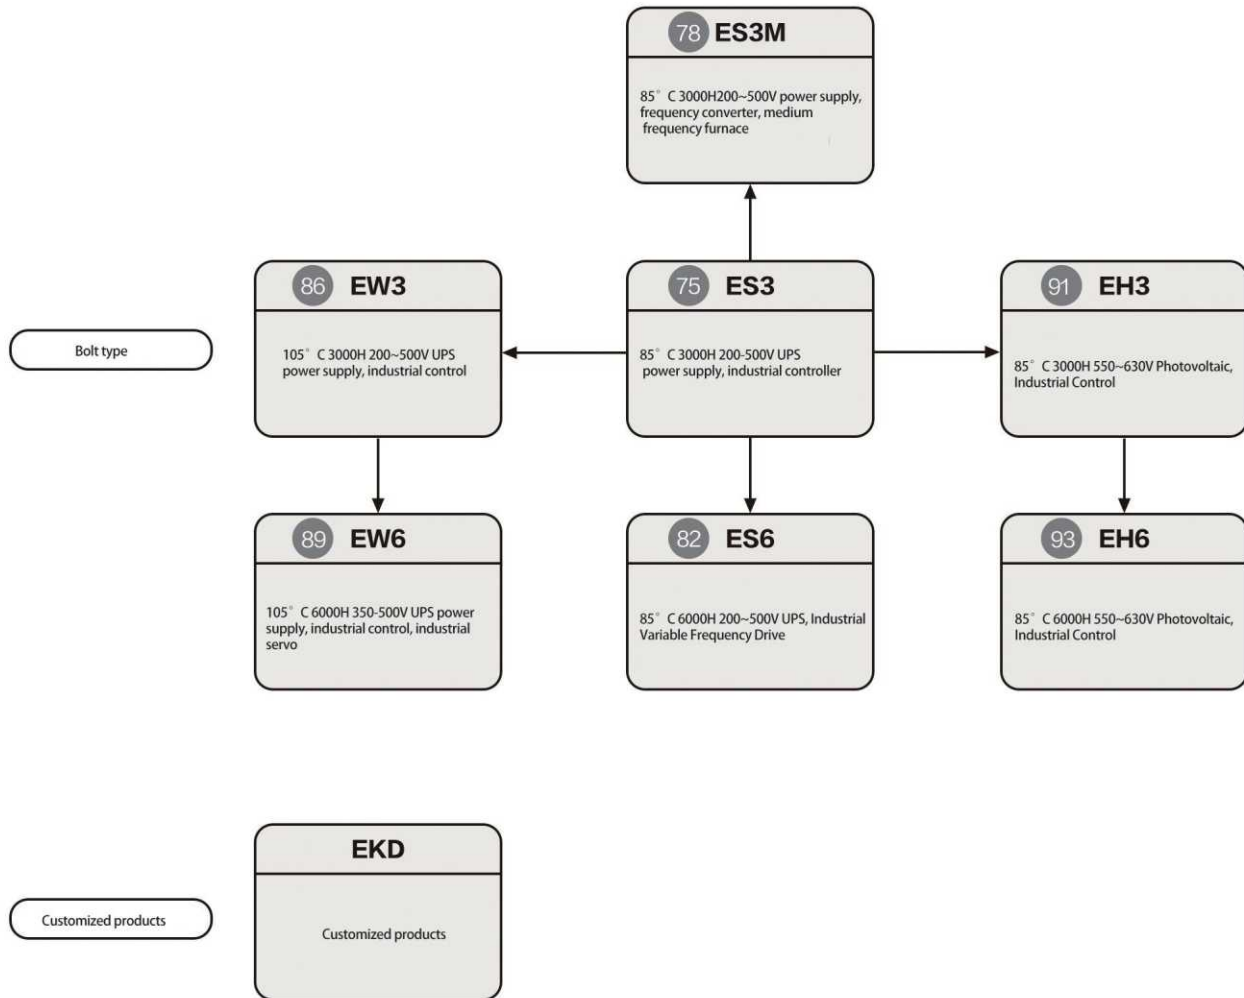 78 ES3M
85° C 3000H200~500V power supply,
frequency converter, medium
frequency furnace
Bolt type
86 EW3
105° C 3000H 200~500V UPS
power supply, industrial control
75 ES3
85° C 3000H 200-500V UPS
power supply, industrial controller
91 EH3
85° C 3000H 550~630V Photovoltaic,
Industrial Control
89 EW6
105° C 6000H 350-500V UPS power
supply, industrial control, industrial
servo
82 ES6
85° C 6000H 200~500V UPS, Industrial
Variable Frequency Drive
93 EH6
85° C 6000H 550~630V Photovoltaic,
Industrial Control
Customized products
EKD
Customized products